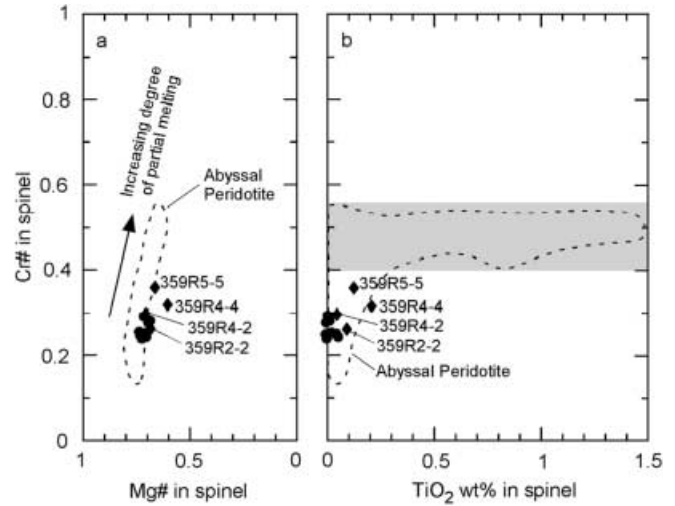 a
b
1
0.8
0.6
0.4
0.2
0
Cr# in spinel
Increasing degree
of partial melting
Abyssal
Peridotite
359R5-5
359R4-4
359R4-2
359R2-2
359R5-5
359R4-4
359R4-2
359R2-2
Abyssal Peridotite
1
0.5
0
0
0.5
1
1.5
Mg# in spinel
TiO2 wt% in spinel